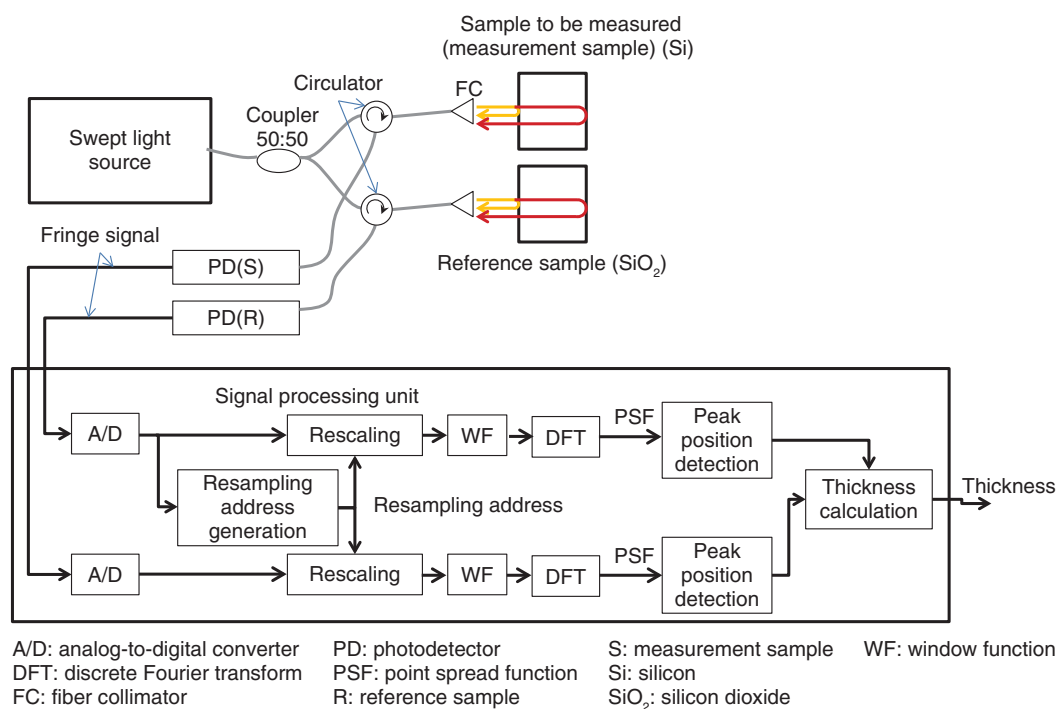 Sample to be measured
(measurement sample) (Si)
Circulator
FC
Coupler
50:50
Swept light
source
Fringe signal
PD(S)
Reference sample (SiO₂)
PD(R)
Signal processing unit
A/D
Rescaling
WF
DFT
PSF
Peak
position
detection
Resampling
address
generation
Resampling address
Thickness
calculation
Thickness
A/D
Rescaling
WF
DFT
PSF
Peak
position
detection
A/D: analog-to-digital converter
DFT: discrete Fourier transform
FC: fiber collimator
PD: photodetector
PSF: point spread function
R: reference sample
S: measurement sample
Si: silicon
SiO₂: silicon dioxide
WF: window function